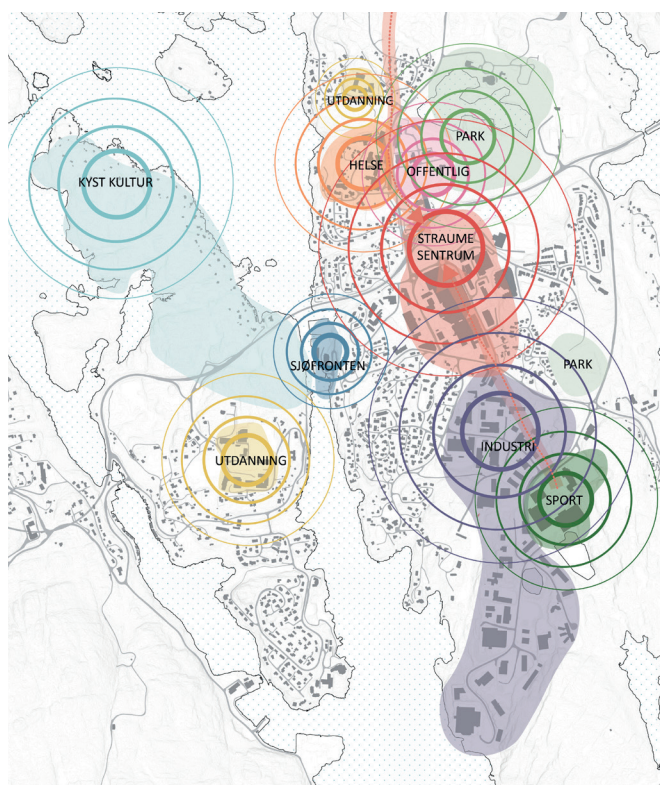 UTDANNING
PARK
HELSE
OFFENTLIG
KYST KULTUR
STRAUME
SENTRUM
SJØFRONTEN
PARK
INDUSTRI
UTDANNING
SPORT